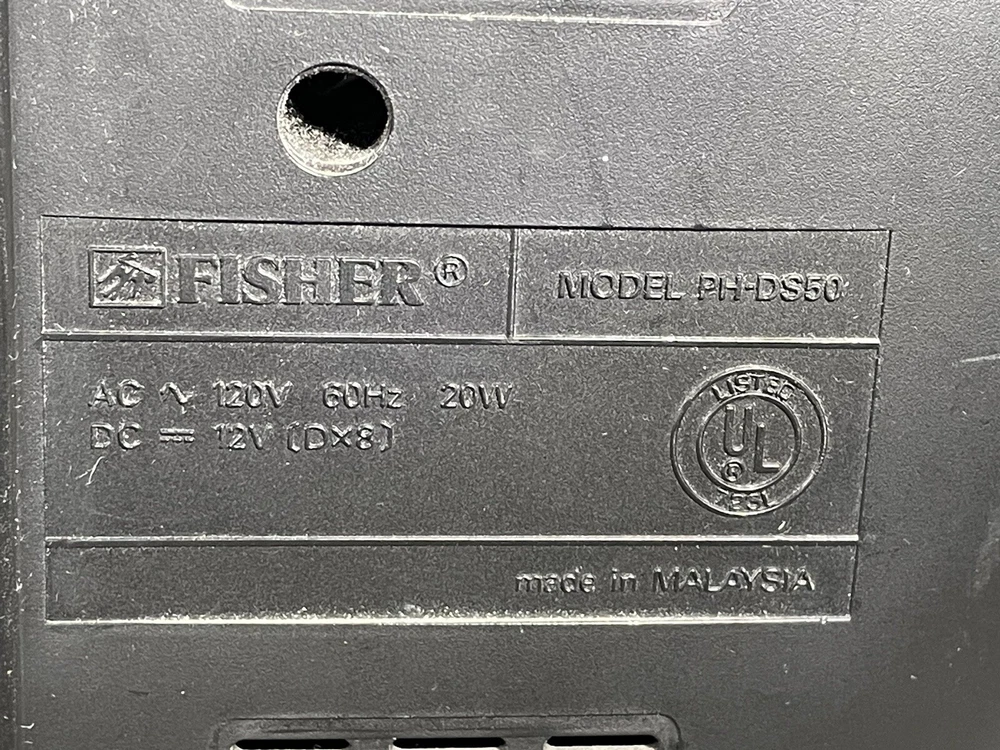 FISHER®
MODEL PH-DS50
AC ∿ 120V 60Hz 20W
DC ⎓ 12V (D×8)
LISTED
UL®
made in MALAYSIA